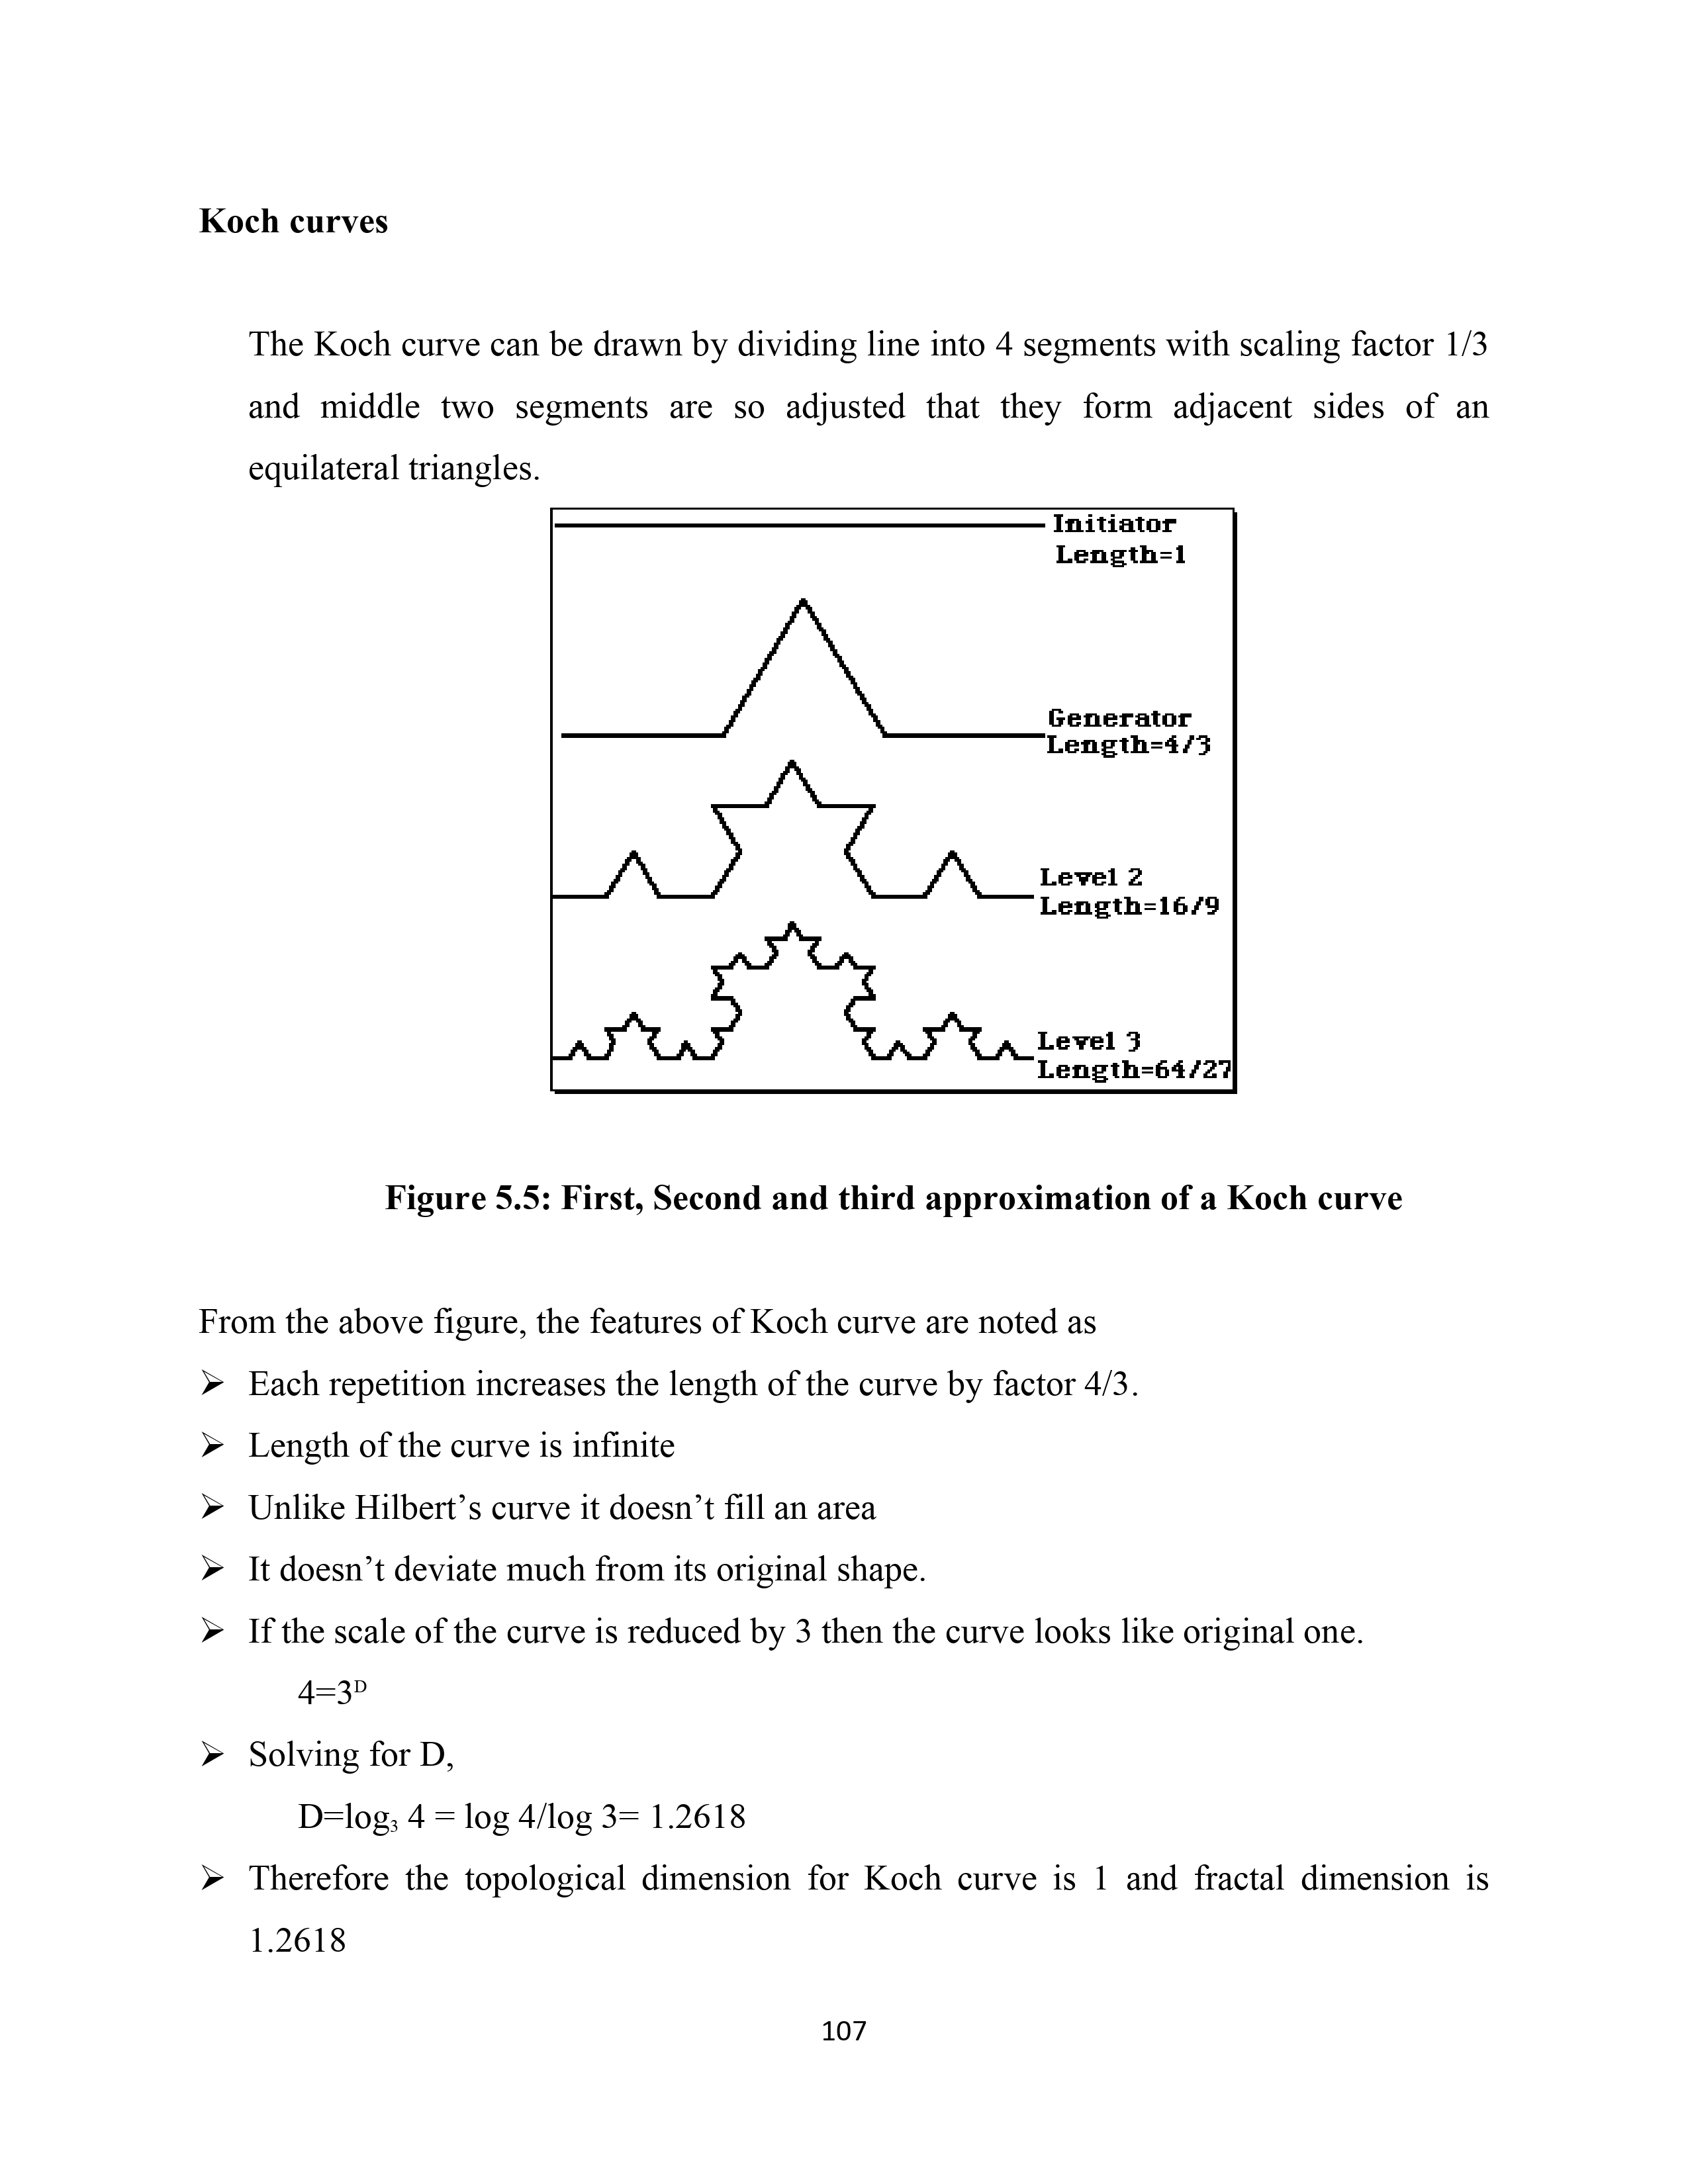 Koch curves
The Koch curve can be drawn by dividing line into 4 segments with scaling factor 1/3
and middle two segments are so adjusted that they form adjacent sides of an
equilateral triangles.
Initiator
Length=1
Generator
Length=4/3
Level 2
Length=16/9
Level 3
Length=64/27
Figure 5.5: First, Second and third approximation of a Koch curve
From the above figure, the features of Koch curve are noted as
➢ Each repetition increases the length of the curve by factor 4/3.
➢ Length of the curve is infinite
➢ Unlike Hilbert’s curve it doesn’t fill an area
➢ It doesn’t deviate much from its original shape.
➢ If the scale of the curve is reduced by 3 then the curve looks like original one.
4=3ᴰ
➢ Solving for D,
D=log₃ 4 = log 4/log 3= 1.2618
➢ Therefore the topological dimension for Koch curve is 1 and fractal dimension is
1.2618
107